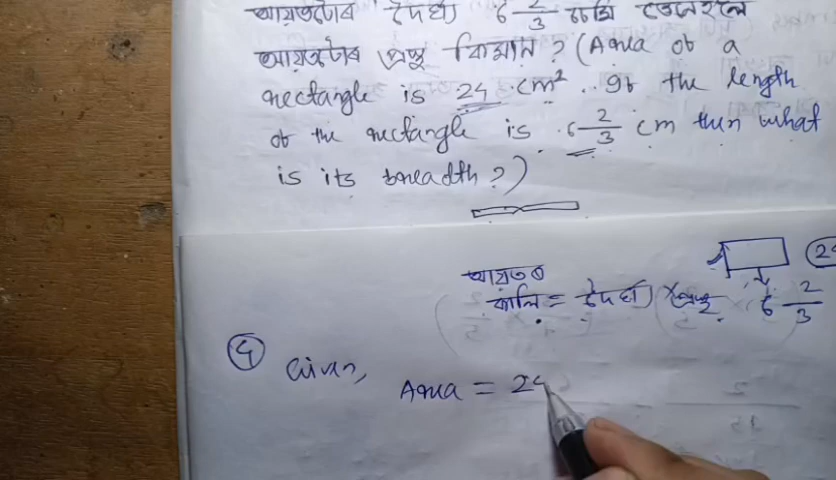 আয়তটোৰ দৈৰ্ঘ্য 6 2/3 চেমি তেনেহলে
আয়তটোৰ প্ৰস্থ কিমান? (Area of a
rectangle is 24 cm². If the length
of the rectangle is 6 2/3 cm then what
is its breadth?)
আয়তৰ
কালি = দৈৰ্ঘ্য × প্ৰস্থ 6 2/3
4 Given,
Area = 24